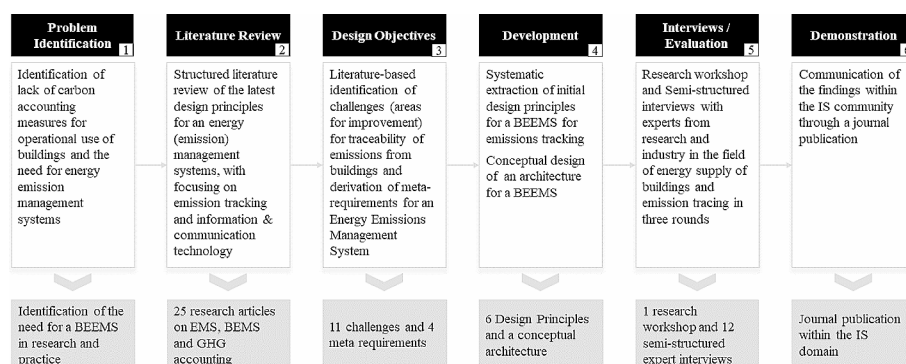 Problem
Identification
1
Identification of
lack of carbon
accounting
measures for
operational use of
buildings and the
need for energy
emission
management
systems
Identification of the
need for a BEEMS
in research and
practice
Literature Review
2
Structured literature
review of the latest
design principles
for an energy
(emission)
management
systems, with
focusing on
emission tracking
and information &
communication
technology
25 research articles
on EMS, BEMS
and GHG
accounting
Design Objectives
3
Literature-based
identification of
challenges (areas
for improvement)
for traceability of
emissions from
buildings and
derivation of meta-
requirements for an
Energy Emissions
Management
System
11 challenges and 4
meta requirements
Development
4
Systematic
extraction of initial
design principles
for a BEEMS for
emissions tracking
Conceptual design
of an architecture
for a BEEMS
6 Design Principles
and a conceptual
architecture
Interviews /
Evaluation
5
Research workshop
and Semi-structured
interviews with
experts from
research and
industry in the field
of energy supply of
buildings and
emission tracing in
three rounds
1 research
workshop and 12
semi-structured
expert interviews
Demonstration
Communication of
the findings within
the IS community
through a journal
publication
Journal publication
within the IS
domain